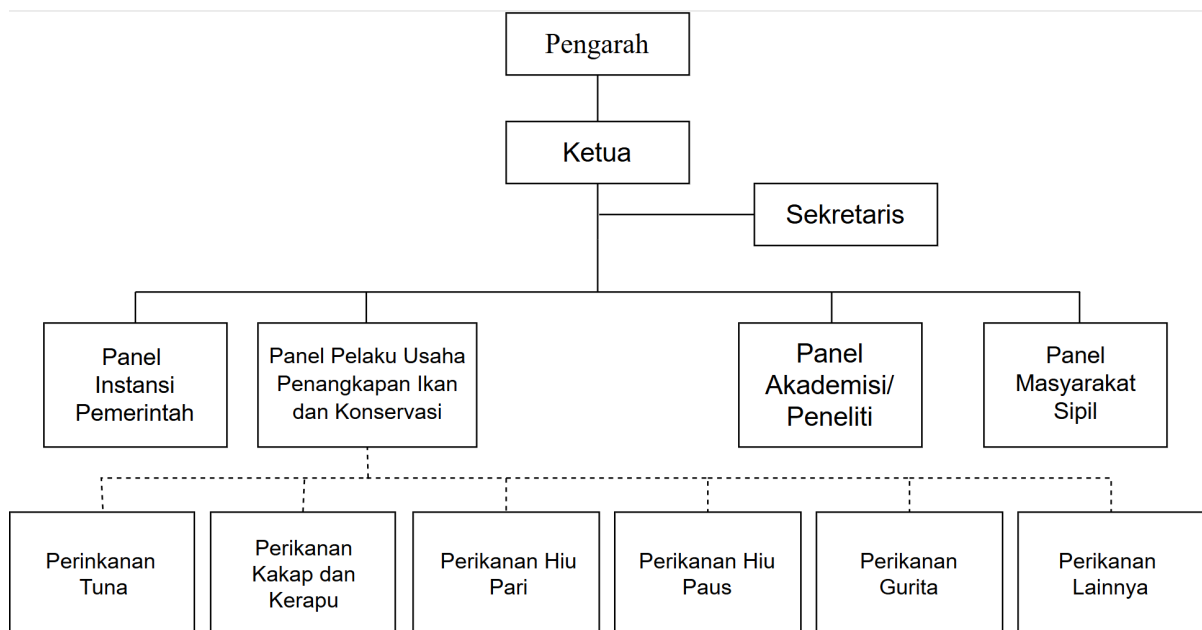 Pengarah
Ketua
Sekretaris
Panel
Instansi
Pemerintah
Panel Pelaku Usaha
Penangkapan Ikan
dan Konservasi
Panel
Akademisi/
Peneliti
Panel
Masyarakat
Sipil
Perinkanan
Tuna
Perikanan
Kakap dan
Kerapu
Perikanan Hiu
Pari
Perikanan Hiu
Paus
Perikanan
Gurita
Perikanan
Lainnya